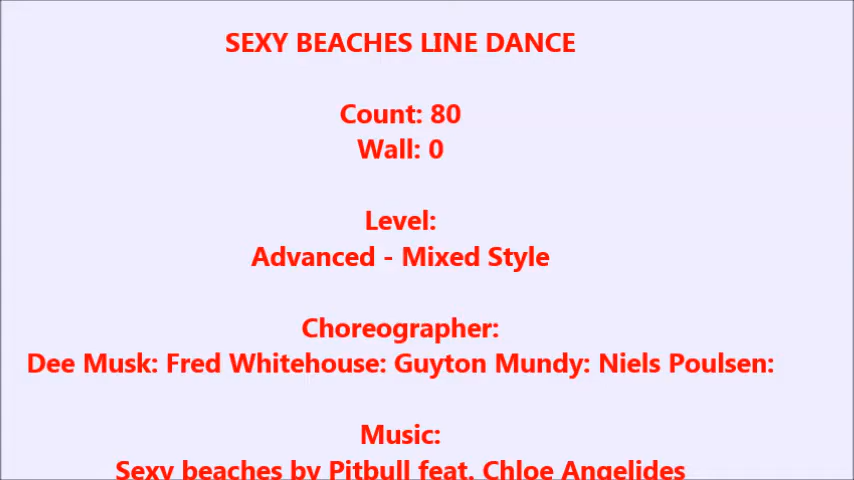 SEXY BEACHES LINE DANCE
Count: 80
Wall: 0
Level:
Advanced - Mixed Style
Choreographer:
Dee Musk: Fred Whitehouse: Guyton Mundy: Niels Poulsen:
Music:
Sexy beaches by Pitbull feat. Chloe Angelides